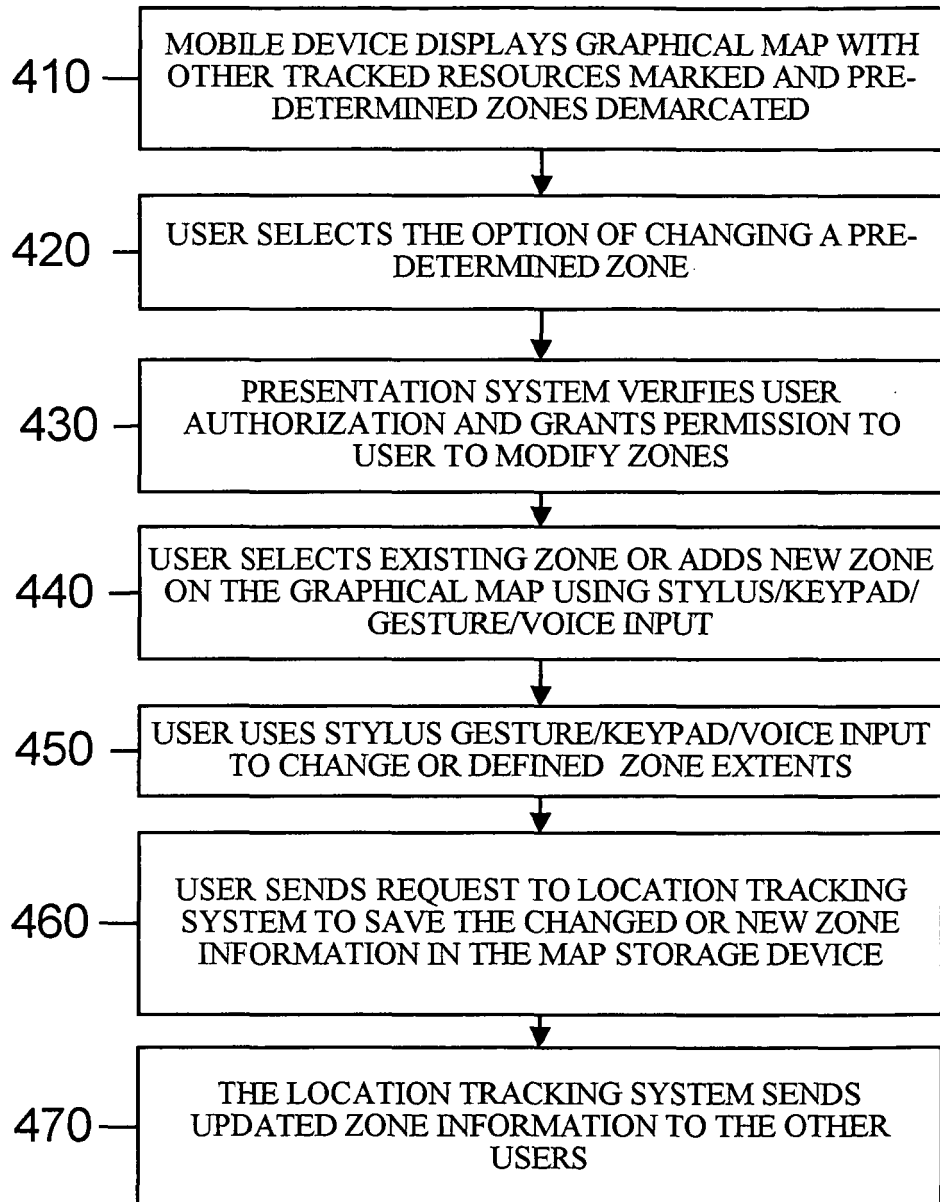 410
MOBILE DEVICE DISPLAYS GRAPHICAL MAP WITH
OTHER TRACKED RESOURCES MARKED AND PRE-
DETERMINED ZONES DEMARCATED
420
USER SELECTS THE OPTION OF CHANGING A PRE-
DETERMINED ZONE
430
PRESENTATION SYSTEM VERIFIES USER
AUTHORIZATION AND GRANTS PERMISSION TO
USER TO MODIFY ZONES
440
USER SELECTS EXISTING ZONE OR ADDS NEW ZONE
ON THE GRAPHICAL MAP USING STYLUS/KEYPAD/
GESTURE/VOICE INPUT
450
USER USES STYLUS GESTURE/KEYPAD/VOICE INPUT
TO CHANGE OR DEFINED ZONE EXTENTS
460
USER SENDS REQUEST TO LOCATION TRACKING
SYSTEM TO SAVE THE CHANGED OR NEW ZONE
INFORMATION IN THE MAP STORAGE DEVICE
470
THE LOCATION TRACKING SYSTEM SENDS
UPDATED ZONE INFORMATION TO THE OTHER
USERS